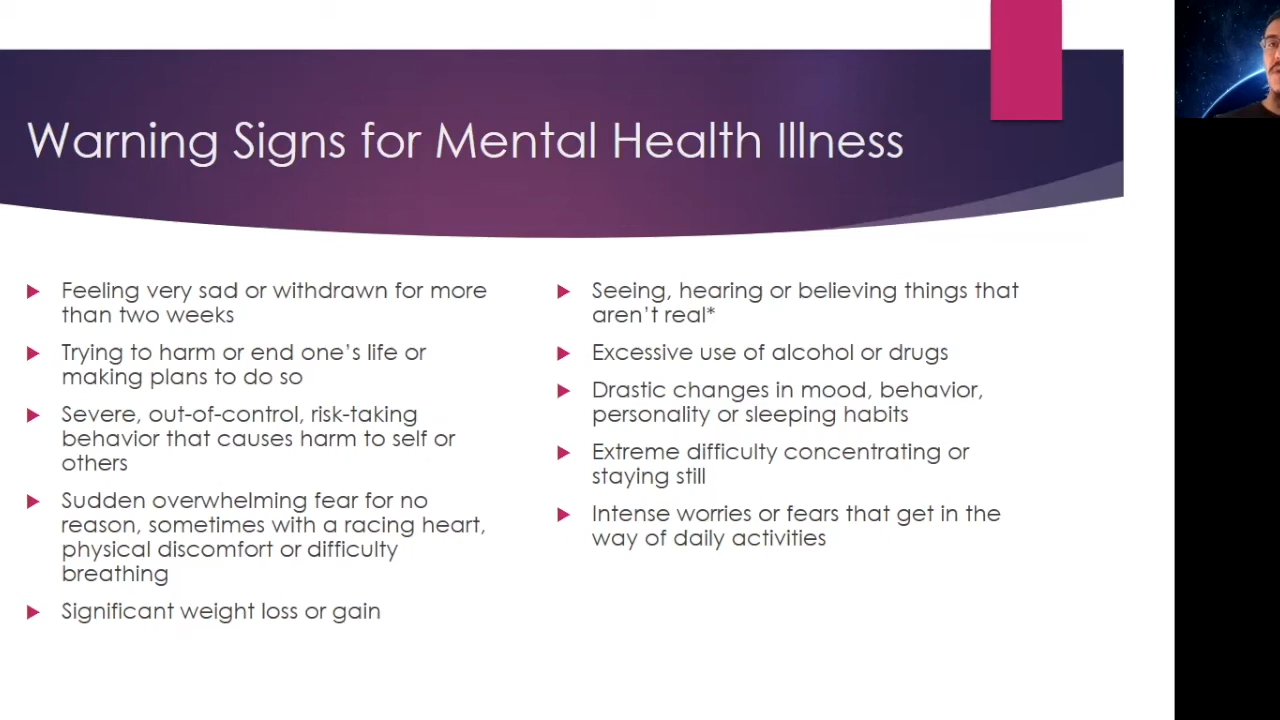 Warning Signs for Mental Health Illness
Feeling very sad or withdrawn for more
than two weeks
Trying to harm or end one's life or
making plans to do so
Severe, out-of-control, risk-taking
behavior that causes harm to self or
others
Sudden overwhelming fear for no
reason, sometimes with a racing heart,
physical discomfort or difficulty
breathing
Significant weight loss or gain
Seeing, hearing or believing things that
aren't real*
Excessive use of alcohol or drugs
Drastic changes in mood, behavior,
personality or sleeping habits
Extreme difficulty concentrating or
staying still
Intense worries or fears that get in the
way of daily activities